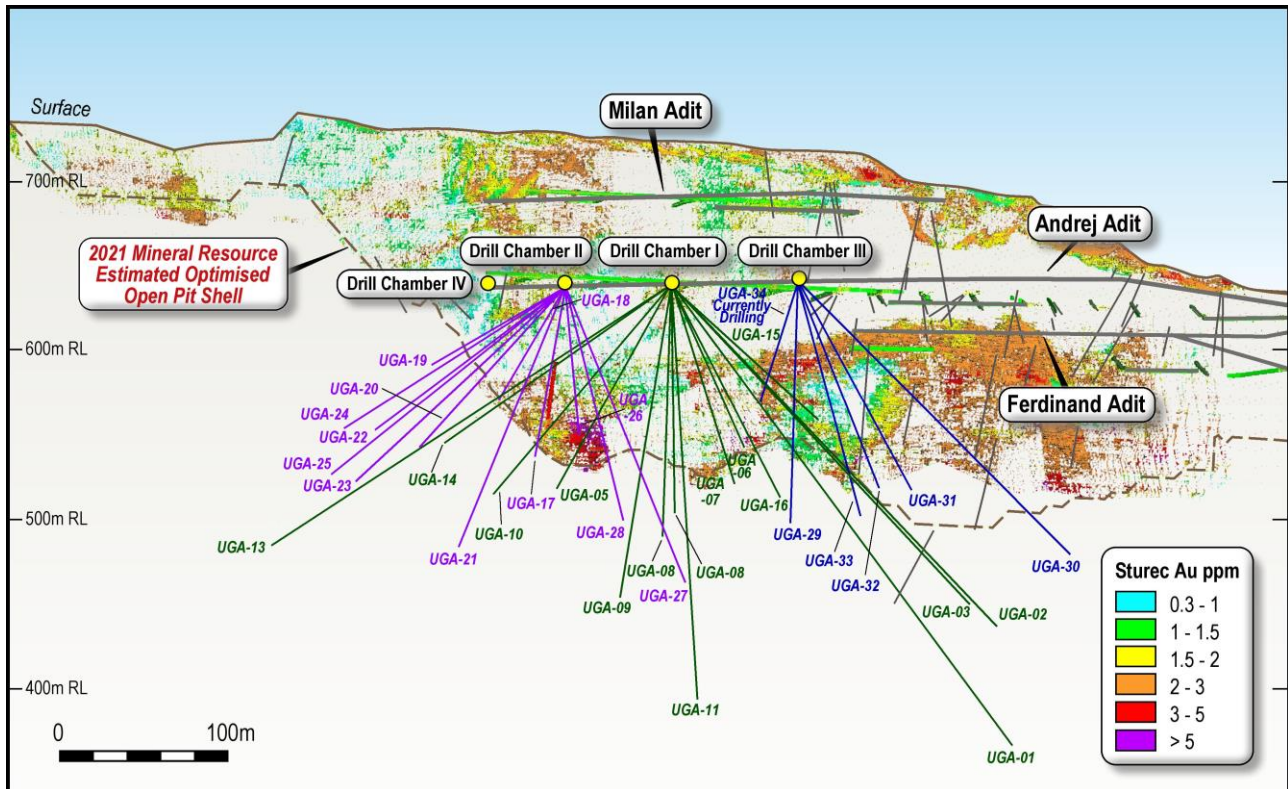 Surface
Milan Adit
700m RL
Andrej Adit
2021 Mineral Resource
Estimated Optimised
Open Pit Shell
Drill Chamber II
Drill Chamber I
Drill Chamber III
Drill Chamber IV
UGA-18
UGA-34
Currently
Drilling
UGA-15
600m RL
UGA-19
UGA-20
UGA-24
UGA-22
UGA-25
UGA-23
UGA
-26
Ferdinand Adit
UGA-14
UGA-17
UGA-05
UGA
-06
UGA
-07
UGA-16
UGA-31
500m RL
UGA-13
UGA-10
UGA-21
UGA-28
UGA-29
UGA-33
UGA-32
UGA-30
UGA-08
UGA-08
UGA-09
UGA-27
UGA-03
UGA-02
400m RL
UGA-11
UGA-01
0
100m
Sturec Au ppm
0.3 - 1
1 - 1.5
1.5 - 2
2 - 3
3 - 5
> 5